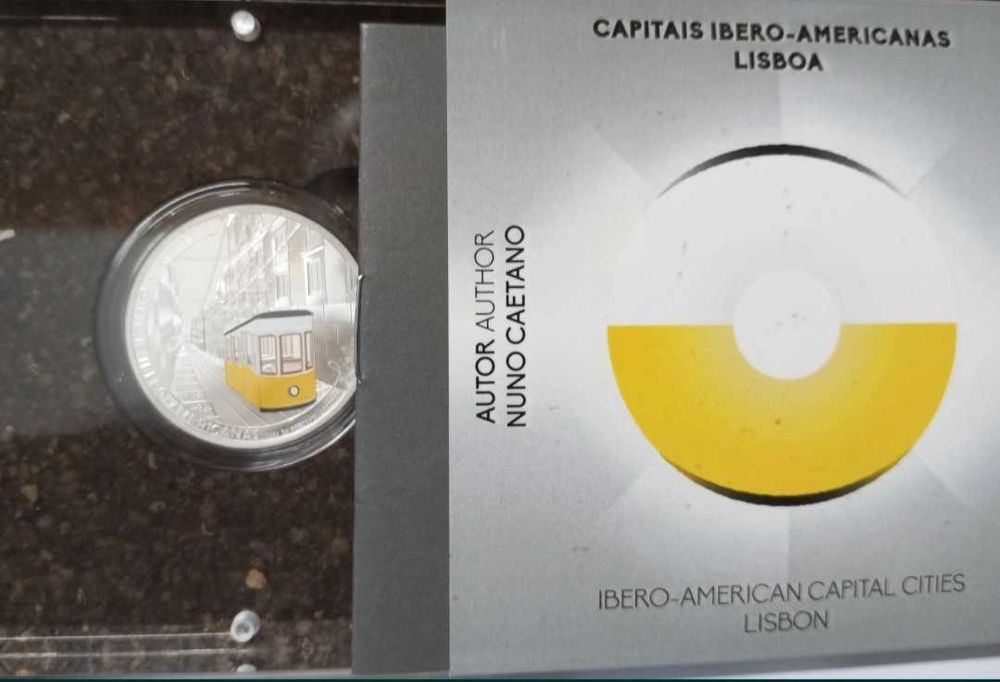 CAPITAIS IBERO-AMERICANAS
LISBOA
AUTOR AUTHOR
NUNO CAETANO
IBERO-AMERICAN CAPITAL CITIES
LISBON